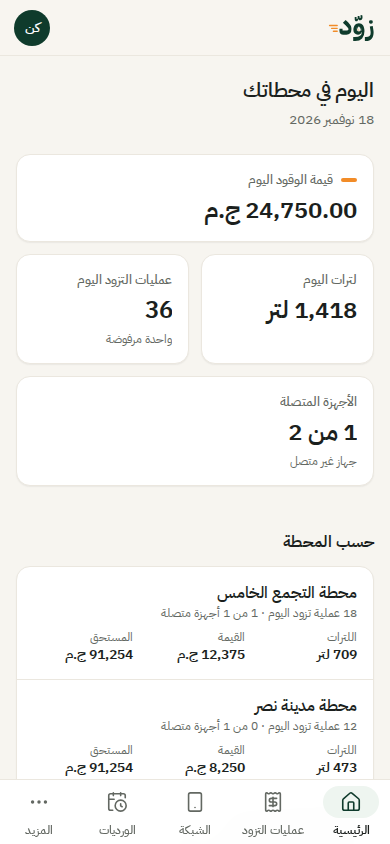 زوّد
كن
اليوم في محطاتك
18 نوفمبر 2026
قيمة الوقود اليوم
24,750.00 ج.م
لترات اليوم
1,418 لتر
عمليات التزود اليوم
36
واحدة مرفوضة
الأجهزة المتصلة
1 من 2
جهاز غير متصل
حسب المحطة
محطة التجمع الخامس
18 عملية تزود اليوم · 1 من 1 أجهزة متصلة
اللترات القيمة المستحق
709 لتر 12,375 ج.م 91,254 ج.م
محطة مدينة نصر
12 عملية تزود اليوم · 0 من 1 أجهزة متصلة
اللترات القيمة المستحق
473 لتر 8,250 ج.م 91,254 ج.م
الرئيسية عمليات التزود الشبكة الورديات المزيد